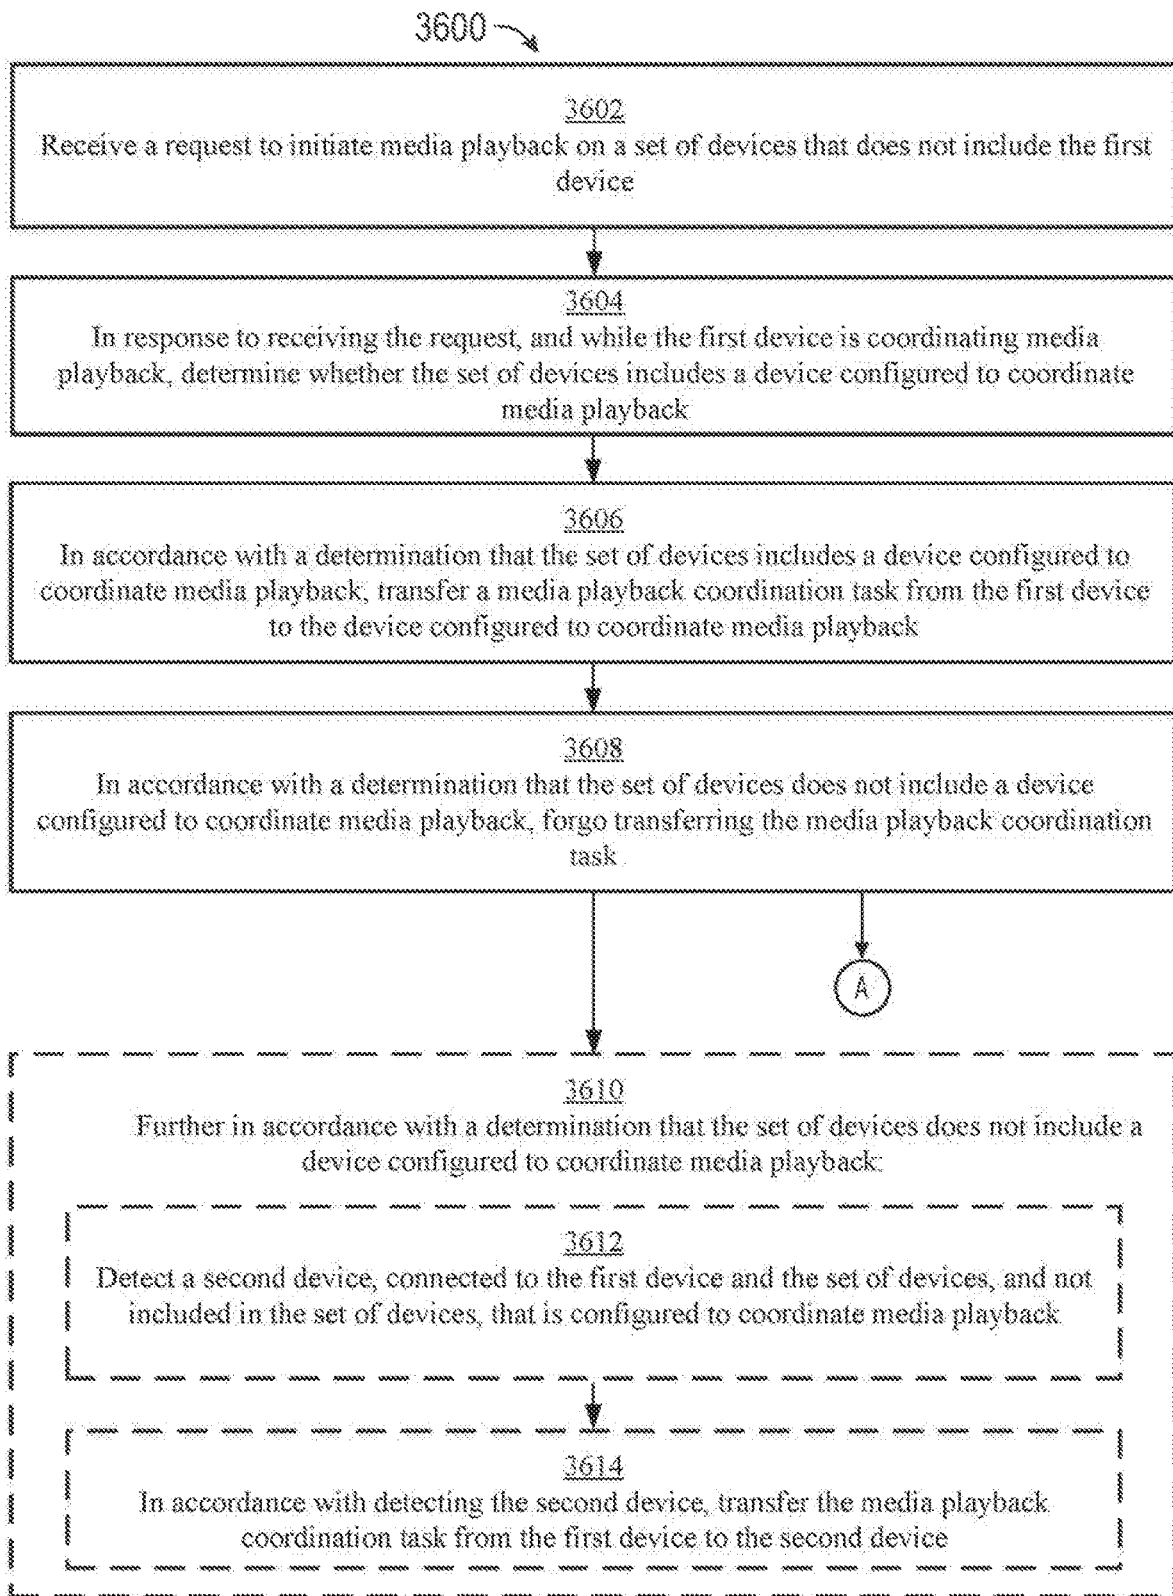 3600
3602
Receive a request to initiate media playback on a set of devices that does not include the first
device
3604
In response to receiving the request, and while the first device is coordinating media
playback, determine whether the set of devices includes a device configured to coordinate
media playback
3606
In accordance with a determination that the set of devices includes a device configured to
coordinate media playback, transfer a media playback coordination task from the first device
to the device configured to coordinate media playback
3608
In accordance with a determination that the set of devices does not include a device
configured to coordinate media playback, forgo transferring the media playback coordination
task
A
3610
Further in accordance with a determination that the set of devices does not include a
device configured to coordinate media playback:
3612
Detect a second device, connected to the first device and the set of devices, and not
included in the set of devices, that is configured to coordinate media playback
3614
In accordance with detecting the second device, transfer the media playback
coordination task from the first device to the second device